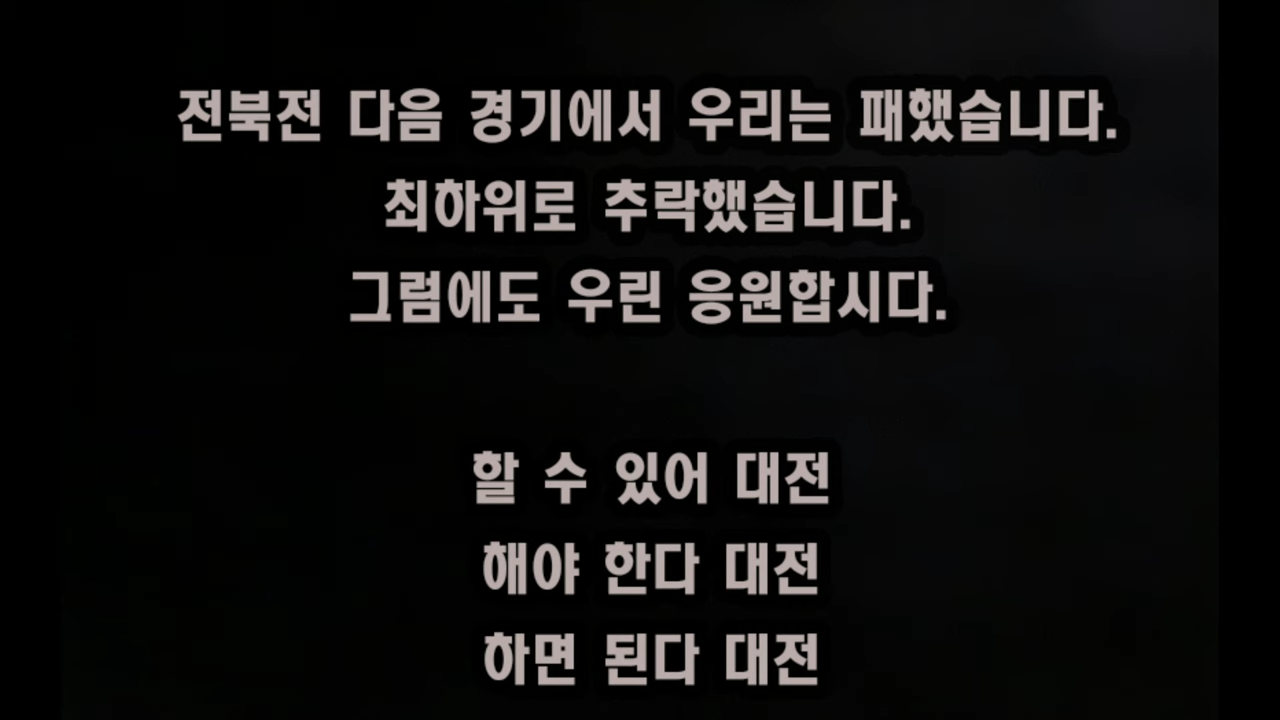 전북전 다음 경기에서 우리는 패했습니다.
최하위로 추락했습니다.
그럼에도 우린 응원합시다.
할 수 있어 대전
해야 한다 대전
하면 된다 대전